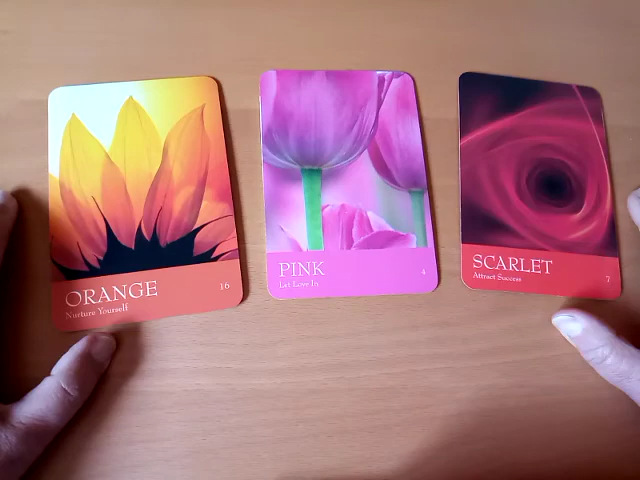 ORANGE
Nurture Yourself
16
PINK
Let Love In
4
SCARLET
Attract Success
7